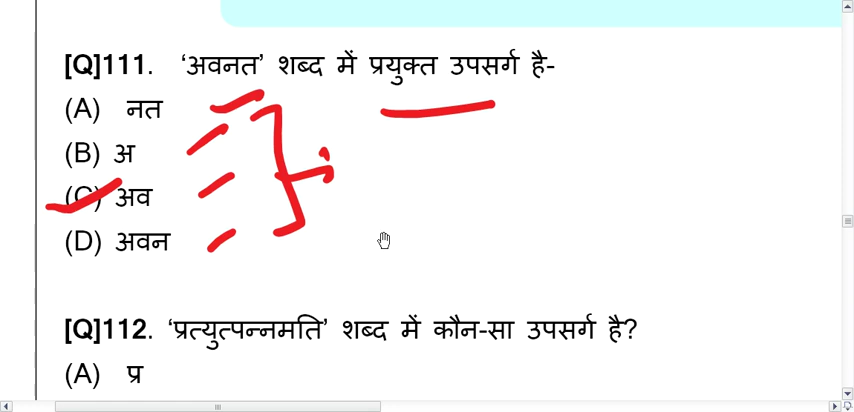 [Q]111. 'अवनत' शब्द में प्रयुक्त उपसर्ग है-
(A) नत
(B) अ
(C) अव
(D) अवन
[Q]112. 'प्रत्युत्पन्नमति' शब्द में कौन-सा उपसर्ग है?
(A) प्र